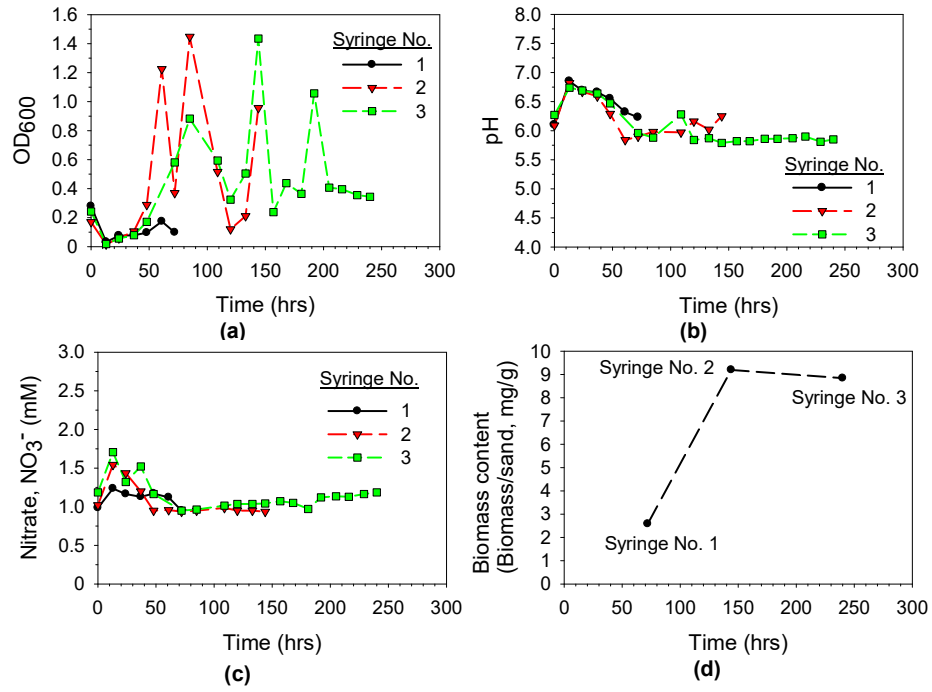 1.6
1.4
1.2
1.0
0.8
0.6
0.4
0.2
0
OD600
Syringe No.
1
2
3
0 50 100 150 200 250 300
Time (hrs)
(a)
8.0
7.5
7.0
6.5
6.0
5.5
5.0
4.5
4.0
pH
Syringe No.
1
2
3
0 50 100 150 200 250 300
Time (hrs)
(b)
3.0
2.5
2.0
1.5
1.0
0.5
0
Nitrate, NO3⁻ (mM)
Syringe No.
1
2
3
0 50 100 150 200 250 300
Time (hrs)
(c)
10
9
8
7
6
5
4
3
2
1
0
Biomass content
(Biomass/sand, mg/g)
Syringe No. 2
Syringe No. 3
Syringe No. 1
0 50 100 150 200 250 300
Time (hrs)
(d)